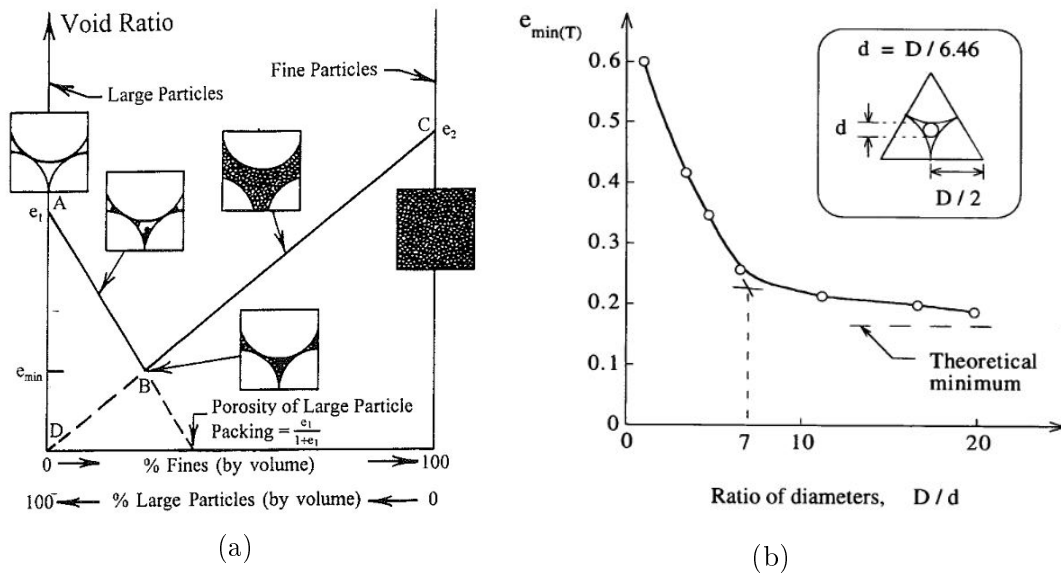 Void Ratio
Fine Particles
Large Particles
C
e₂
A
e₁
e_min
B
D
Porosity of Large Particle
Packing = e₁/1+e₁
0
% Fines (by volume)
100
100
% Large Particles (by volume)
0
(a)
e_min(T)
0.6
0.5
0.4
0.3
0.2
0.1
0
d = D / 6.46
d
D / 2
Theoretical
minimum
0
7
10
20
Ratio of diameters, D / d
(b)